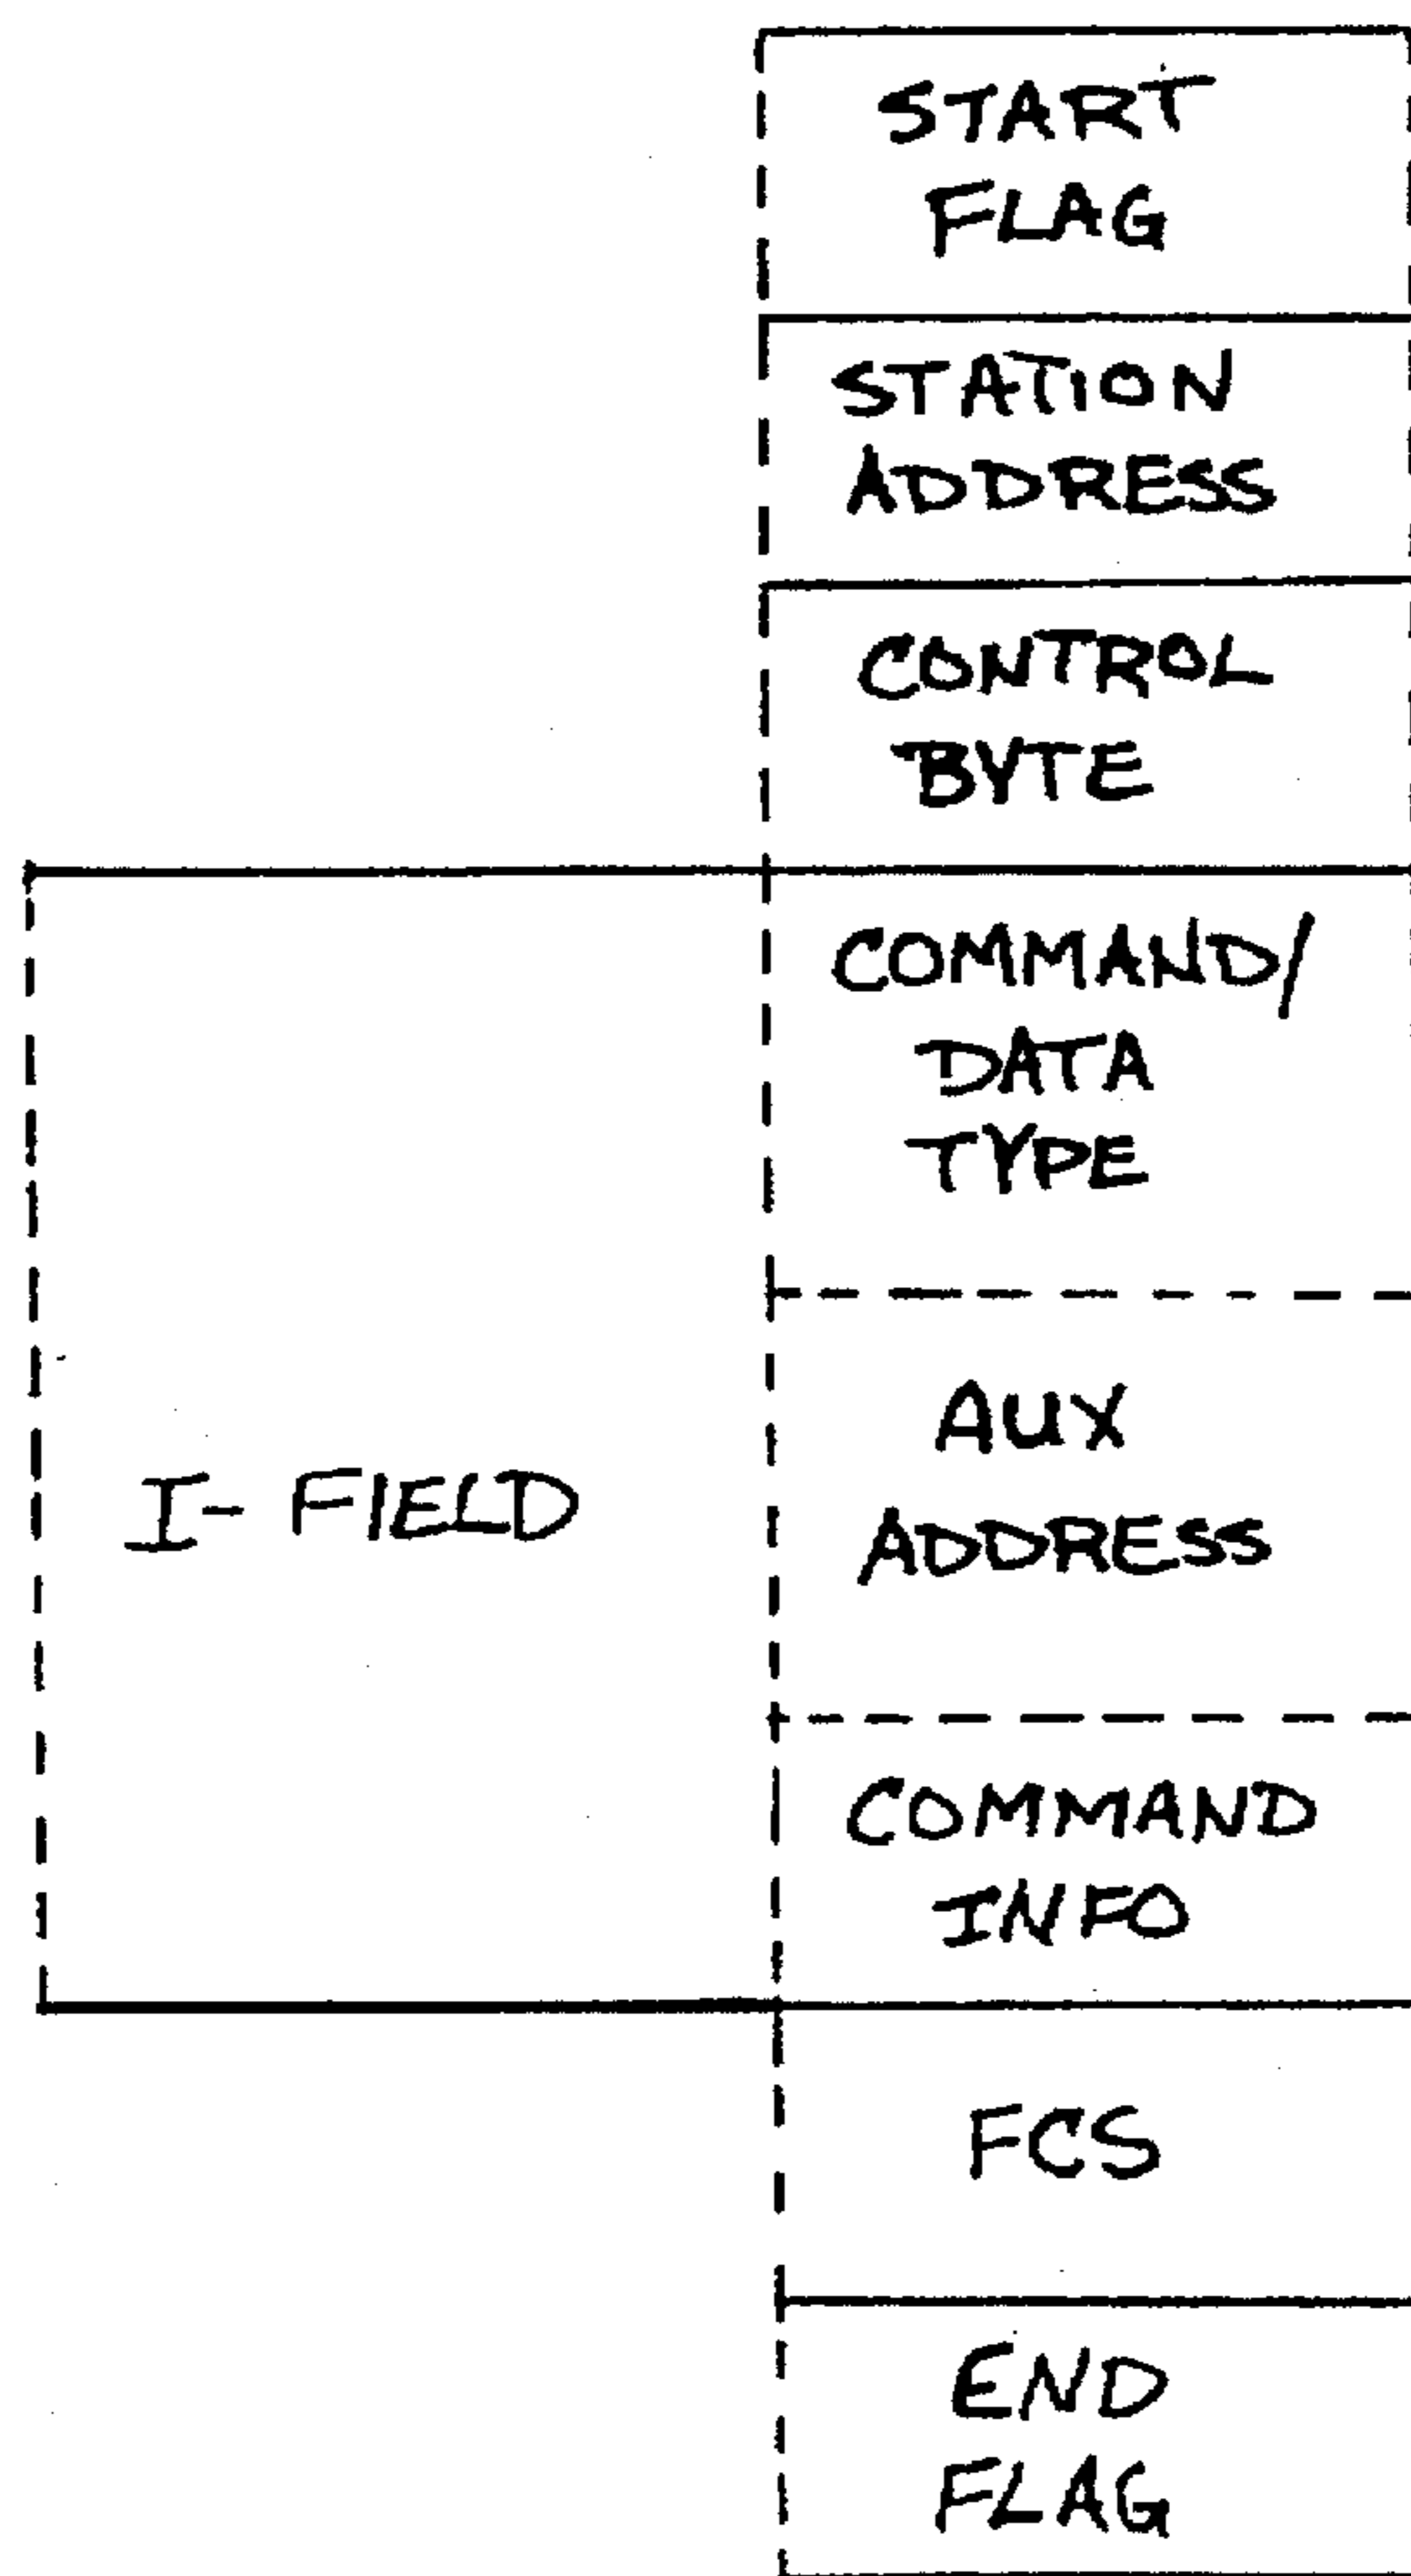 START
FLAG
STATION
ADDRESS
CONTROL
BYTE
COMMAND/
DATA
TYPE
AUX
ADDRESS
I- FIELD
COMMAND
INFO
FCS
END
FLAG